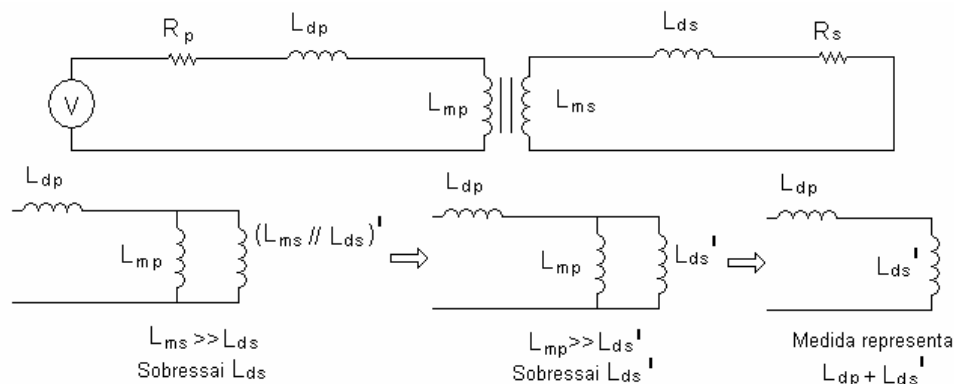 Rp
Ldp
Lds
Rs
V
Lmp
Lms
Ldp
Lmp
(Lms // Lds)'
Lms >> Lds
Sobressai Lds
Ldp
Lmp
Lds'
Lmp >> Lds'
Sobressai Lds'
Ldp
Lds'
Medida representa
Ldp + Lds'